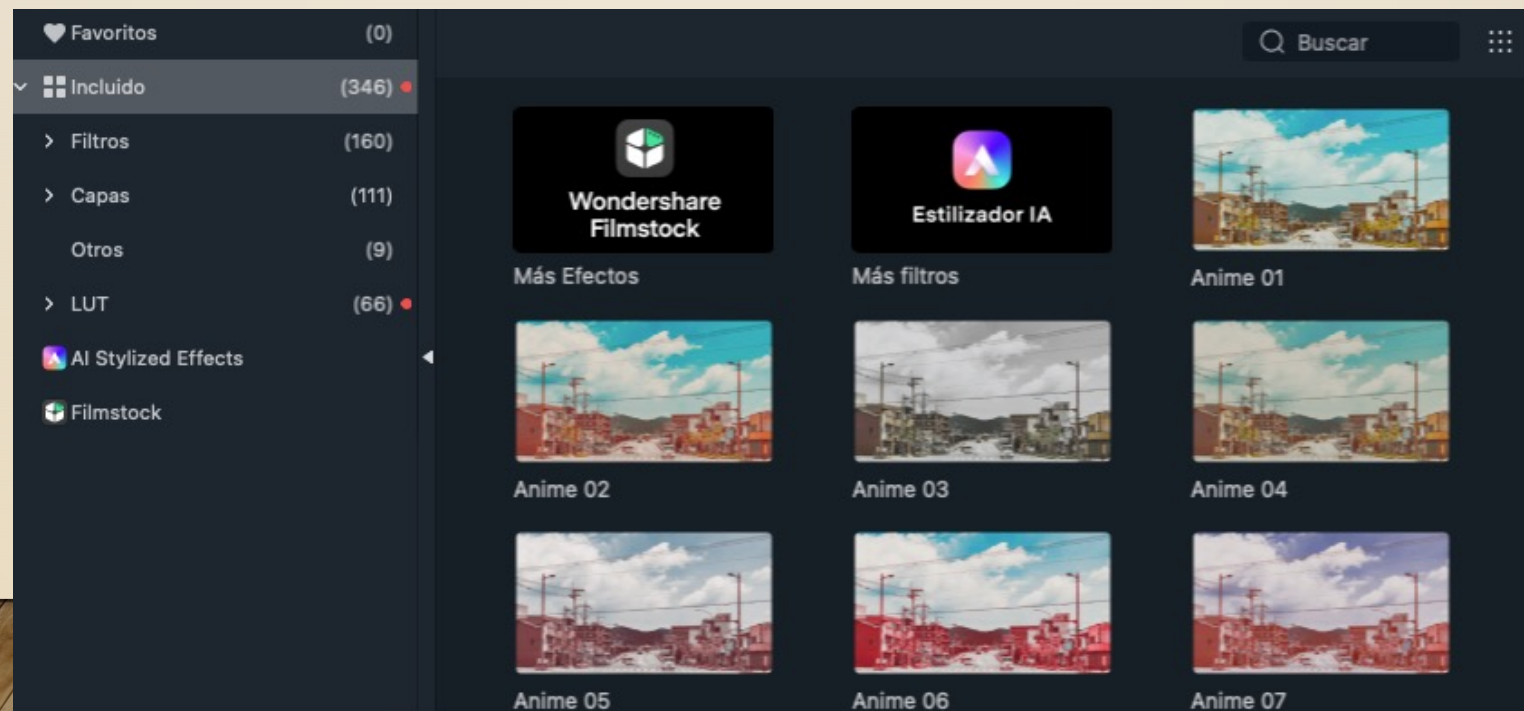 Favoritos (0)
Incluido (346)
Filtros (160)
Capas (111)
Otros (9)
LUT (66)
AI Stylized Effects
Filmstock
Buscar
Wondershare
Filmstock
Más Efectos
Estilizador IA
Más filtros
Anime 01
Anime 02
Anime 03
Anime 04
Anime 05
Anime 06
Anime 07